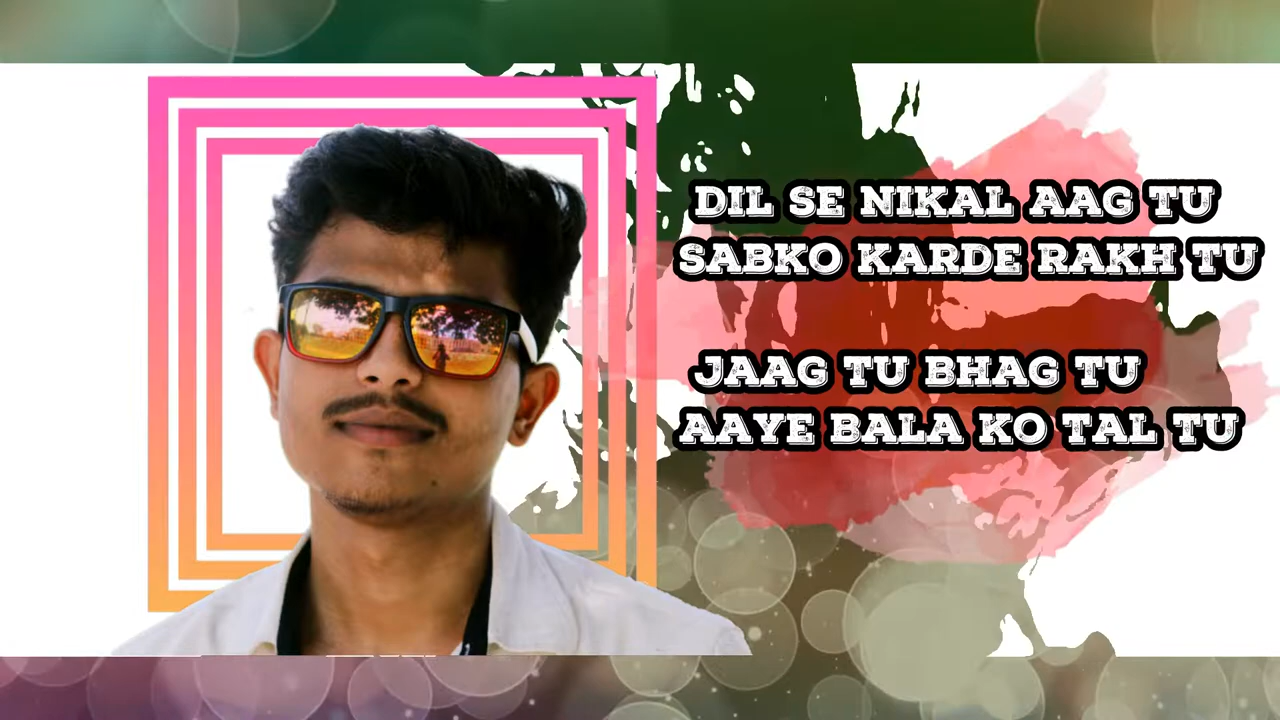 DIL SE NIKAL AAG TU
SABKO KARDE RAKH TU
JAAG TU BHAG TU
AAYE BALA KO TAL TU